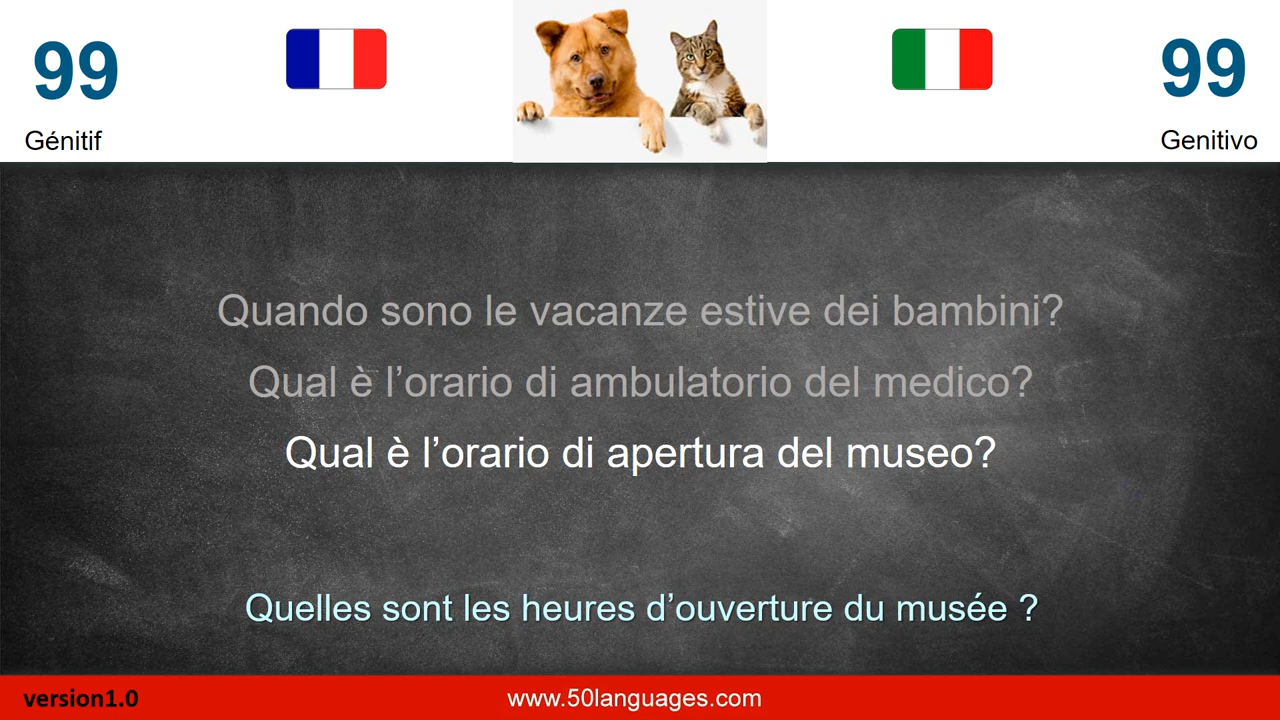 99
99
Génitif
Genitivo
Quando sono le vacanze estive dei bambini?
Qual è l’orario di ambulatorio del medico?
Qual è l’orario di apertura del museo?
Quelles sont les heures d’ouverture du musée ?
version1.0
www.50languages.com